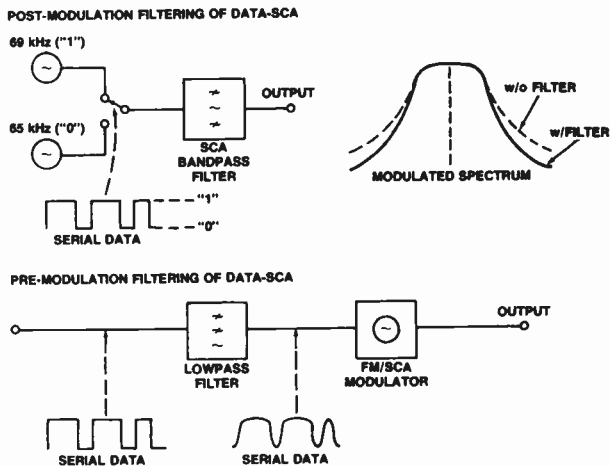 POST-MODULATION FILTERING OF DATA-SCA
69 kHz ("1")
65 kHz ("0")
OUTPUT
SCA
BANDPASS
FILTER
"1"
"0"
SERIAL DATA
w/o FILTER
w/FILTER
MODULATED SPECTRUM
PRE-MODULATION FILTERING OF DATA-SCA
OUTPUT
LOWPASS
FILTER
FM/SCA
MODULATOR
SERIAL DATA
SERIAL DATA